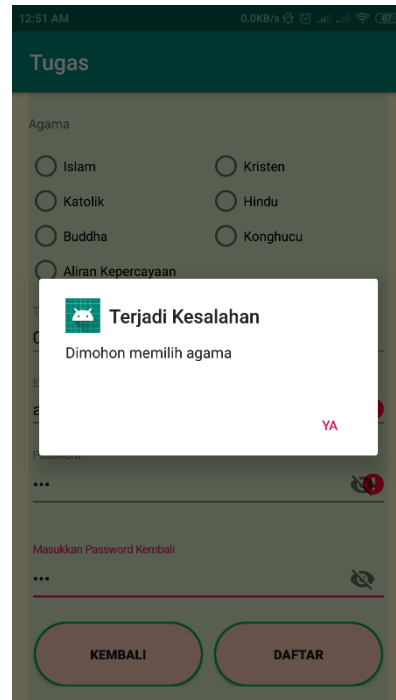 12:51 AM 0.0KB/s
Tugas
Agama
Islam Kristen
Katolik Hindu
Buddha Konghucu
Aliran Kepercayaan
Terjadi Kesalahan
Dimohon memilih agama
YA
Password
Masukkan Password Kembali
KEMBALI DAFTAR